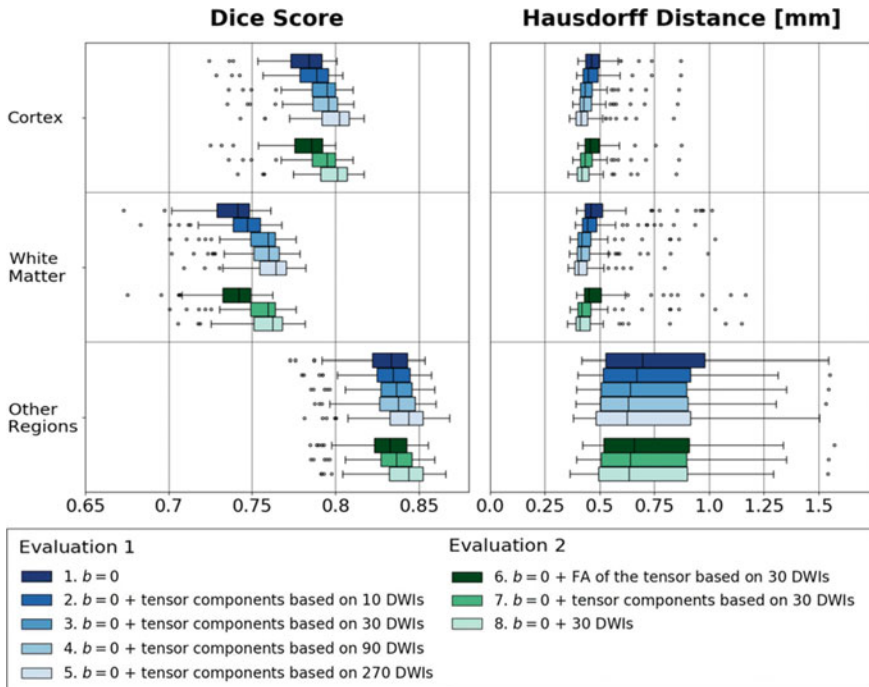 Dice Score
Hausdorff Distance [mm]
Cortex
White
Matter
Other
Regions
0.65 0.7 0.75 0.8 0.85
0.0 0.25 0.5 0.75 1.0 1.25 1.5
Evaluation 1
1. b=0
2. b=0 + tensor components based on 10 DWIs
3. b=0 + tensor components based on 30 DWIs
4. b=0 + tensor components based on 90 DWIs
5. b=0 + tensor components based on 270 DWIs
Evaluation 2
6. b=0 + FA of the tensor based on 30 DWIs
7. b=0 + tensor components based on 30 DWIs
8. b=0 + 30 DWIs